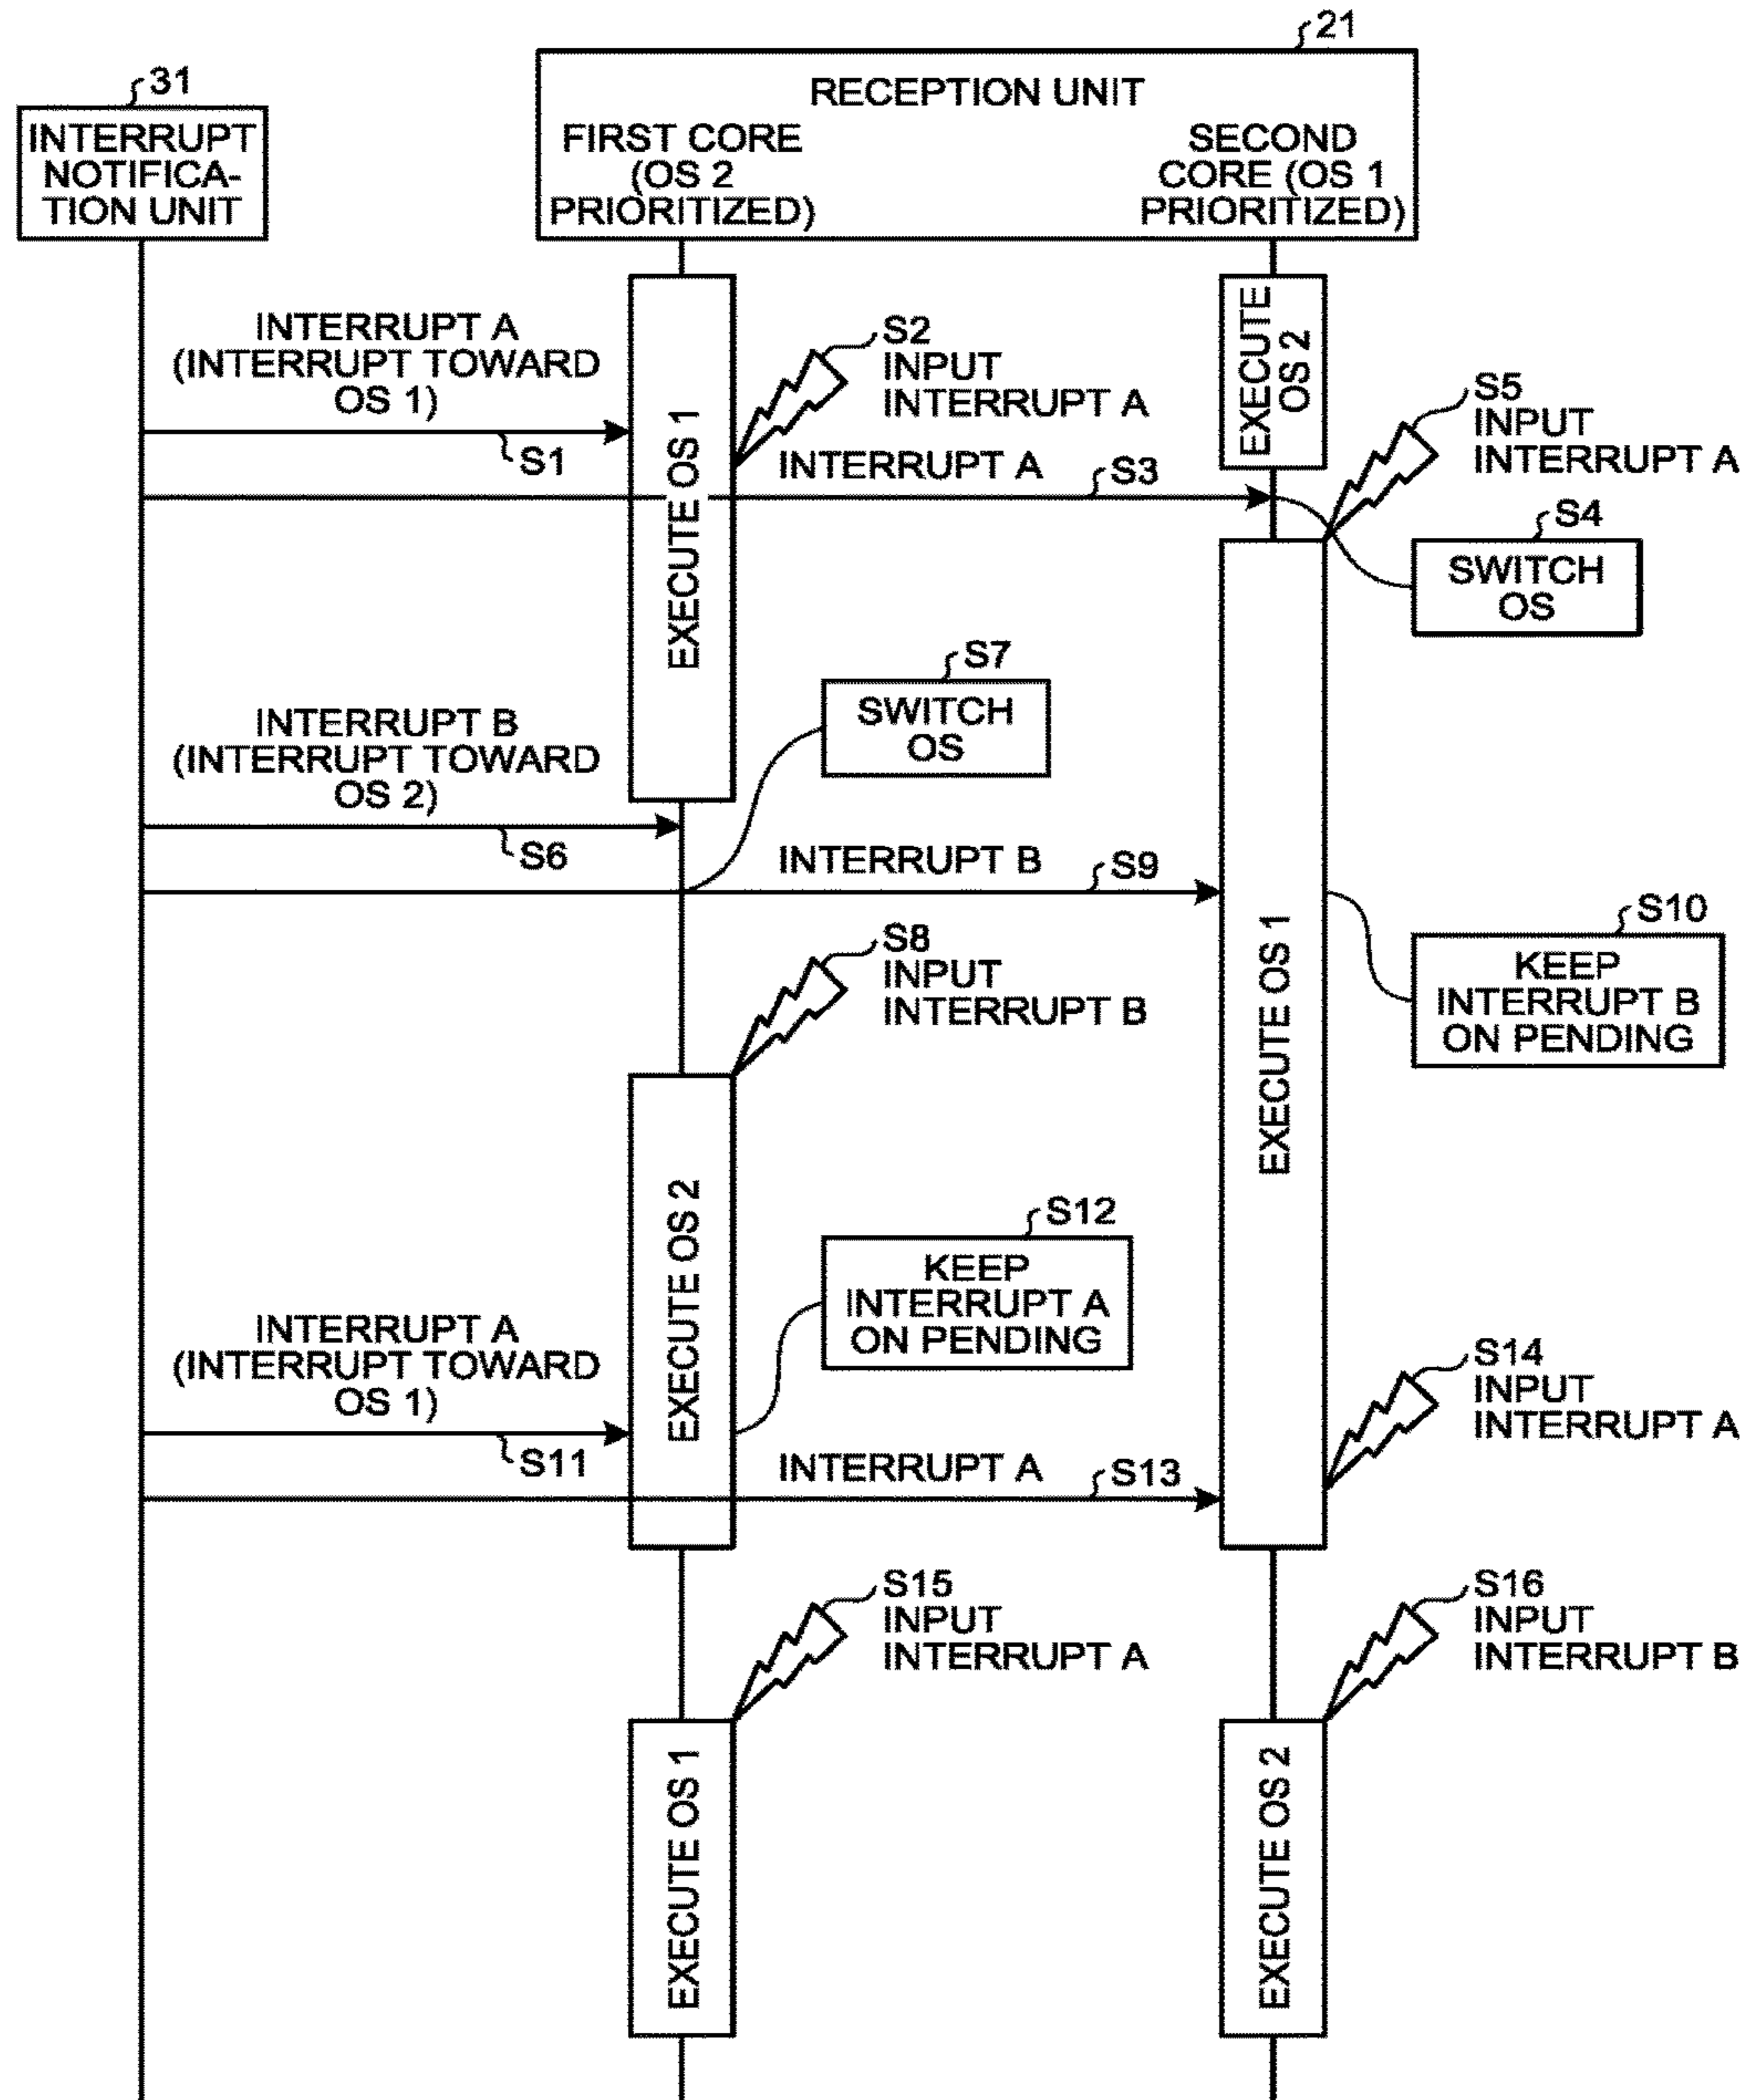 21
31
RECEPTION UNIT
INTERRUPT
NOTIFICA-
TION UNIT
FIRST CORE
(OS 2
PRIORITIZED)
SECOND
CORE (OS 1
PRIORITIZED)
INTERRUPT A
(INTERRUPT TOWARD
OS 1)
S1
EXECUTE OS 1
S2
INPUT
INTERRUPT A
EXECUTE
OS 2
INTERRUPT A
S3
S5
INPUT
INTERRUPT A
S4
SWITCH
OS
S7
SWITCH
OS
INTERRUPT B
(INTERRUPT TOWARD
OS 2)
S6
INTERRUPT B
S9
EXECUTE OS 1
S10
KEEP
INTERRUPT B
ON PENDING
S8
INPUT
INTERRUPT B
EXECUTE OS 2
S12
KEEP
INTERRUPT A
ON PENDING
INTERRUPT A
(INTERRUPT TOWARD
OS 1)
S11
INTERRUPT A
S13
S14
INPUT
INTERRUPT A
S15
INPUT
INTERRUPT A
S16
INPUT
INTERRUPT B
EXECUTE OS 1
EXECUTE OS 2